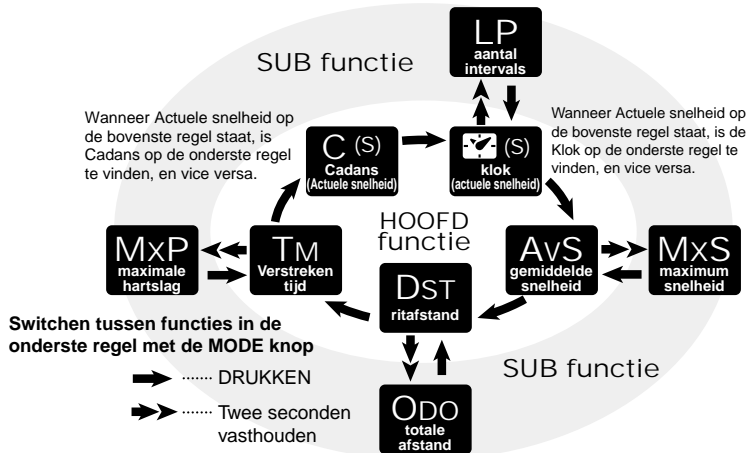 LP
aantal
intervals
SUB functie
Wanneer Actuele snelheid op
de bovenste regel staat, is
Cadans op de onderste regel
te vinden, en vice versa.
Wanneer Actuele snelheid op
de bovenste regel staat, is de
Klok op de onderste regel te
vinden, en vice versa.
C (S)
Cadans
(Actuele snelheid)
(S)
klok
(actuele snelheid)
HOOFD
functie
MXP
maximale
hartslag
TM
Verstreken
tijd
DST
ritafstand
AVS
gemiddelde
snelheid
MXS
maximum
snelheid
Switchen tussen functies in de
onderste regel met de MODE knop
....... DRUKKEN
....... Twee seconden
vasthouden
ODO
totale
afstand
SUB functie